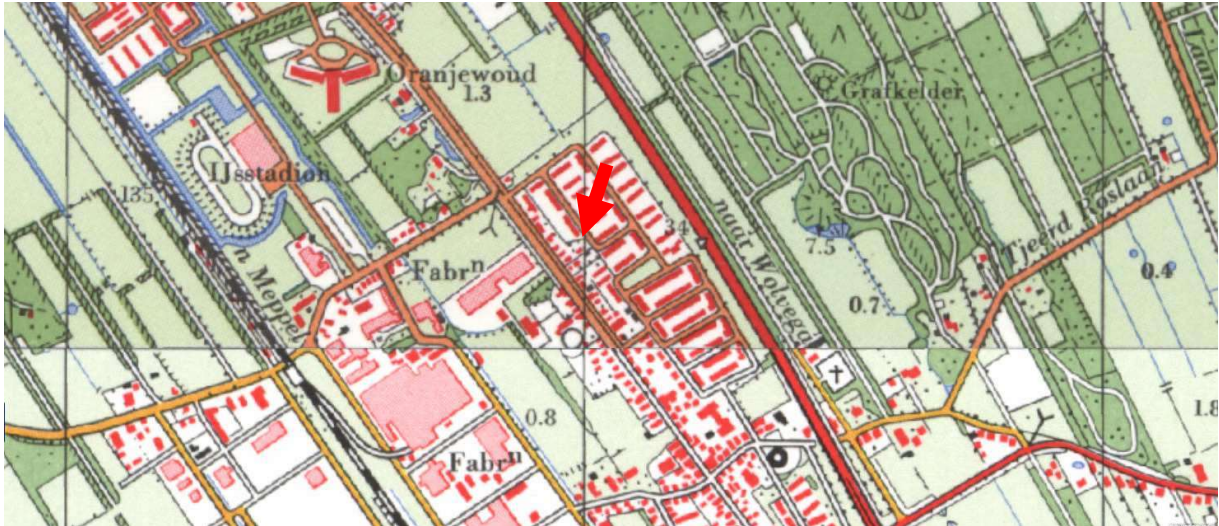 Laan
Oranjewoud
1.3
Grafkelder
IJsstadion
135
34
naar Wolvega
7.5
Tjeerd Roslaan
n Meppel
Fabrⁿ
0.7
0.4
0.8
1.8
Fabrⁿ